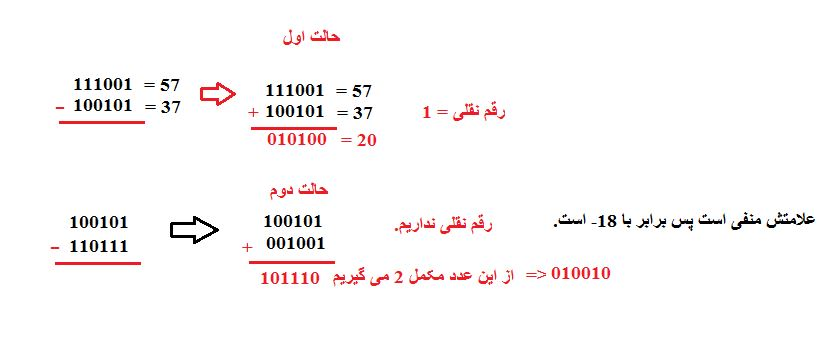 حالت اول
111001 = 57 111001 = 57
- 100101 = 37 + 100101 = 37 رقم نقلی = 1
010100 = 20
حالت دوم
100101 100101 رقم نقلی نداریم. علامتش منفی است پس برابر با 18- است.
- 110111 + 001001
101110 از این عدد مکمل 2 می گیریم => 010010